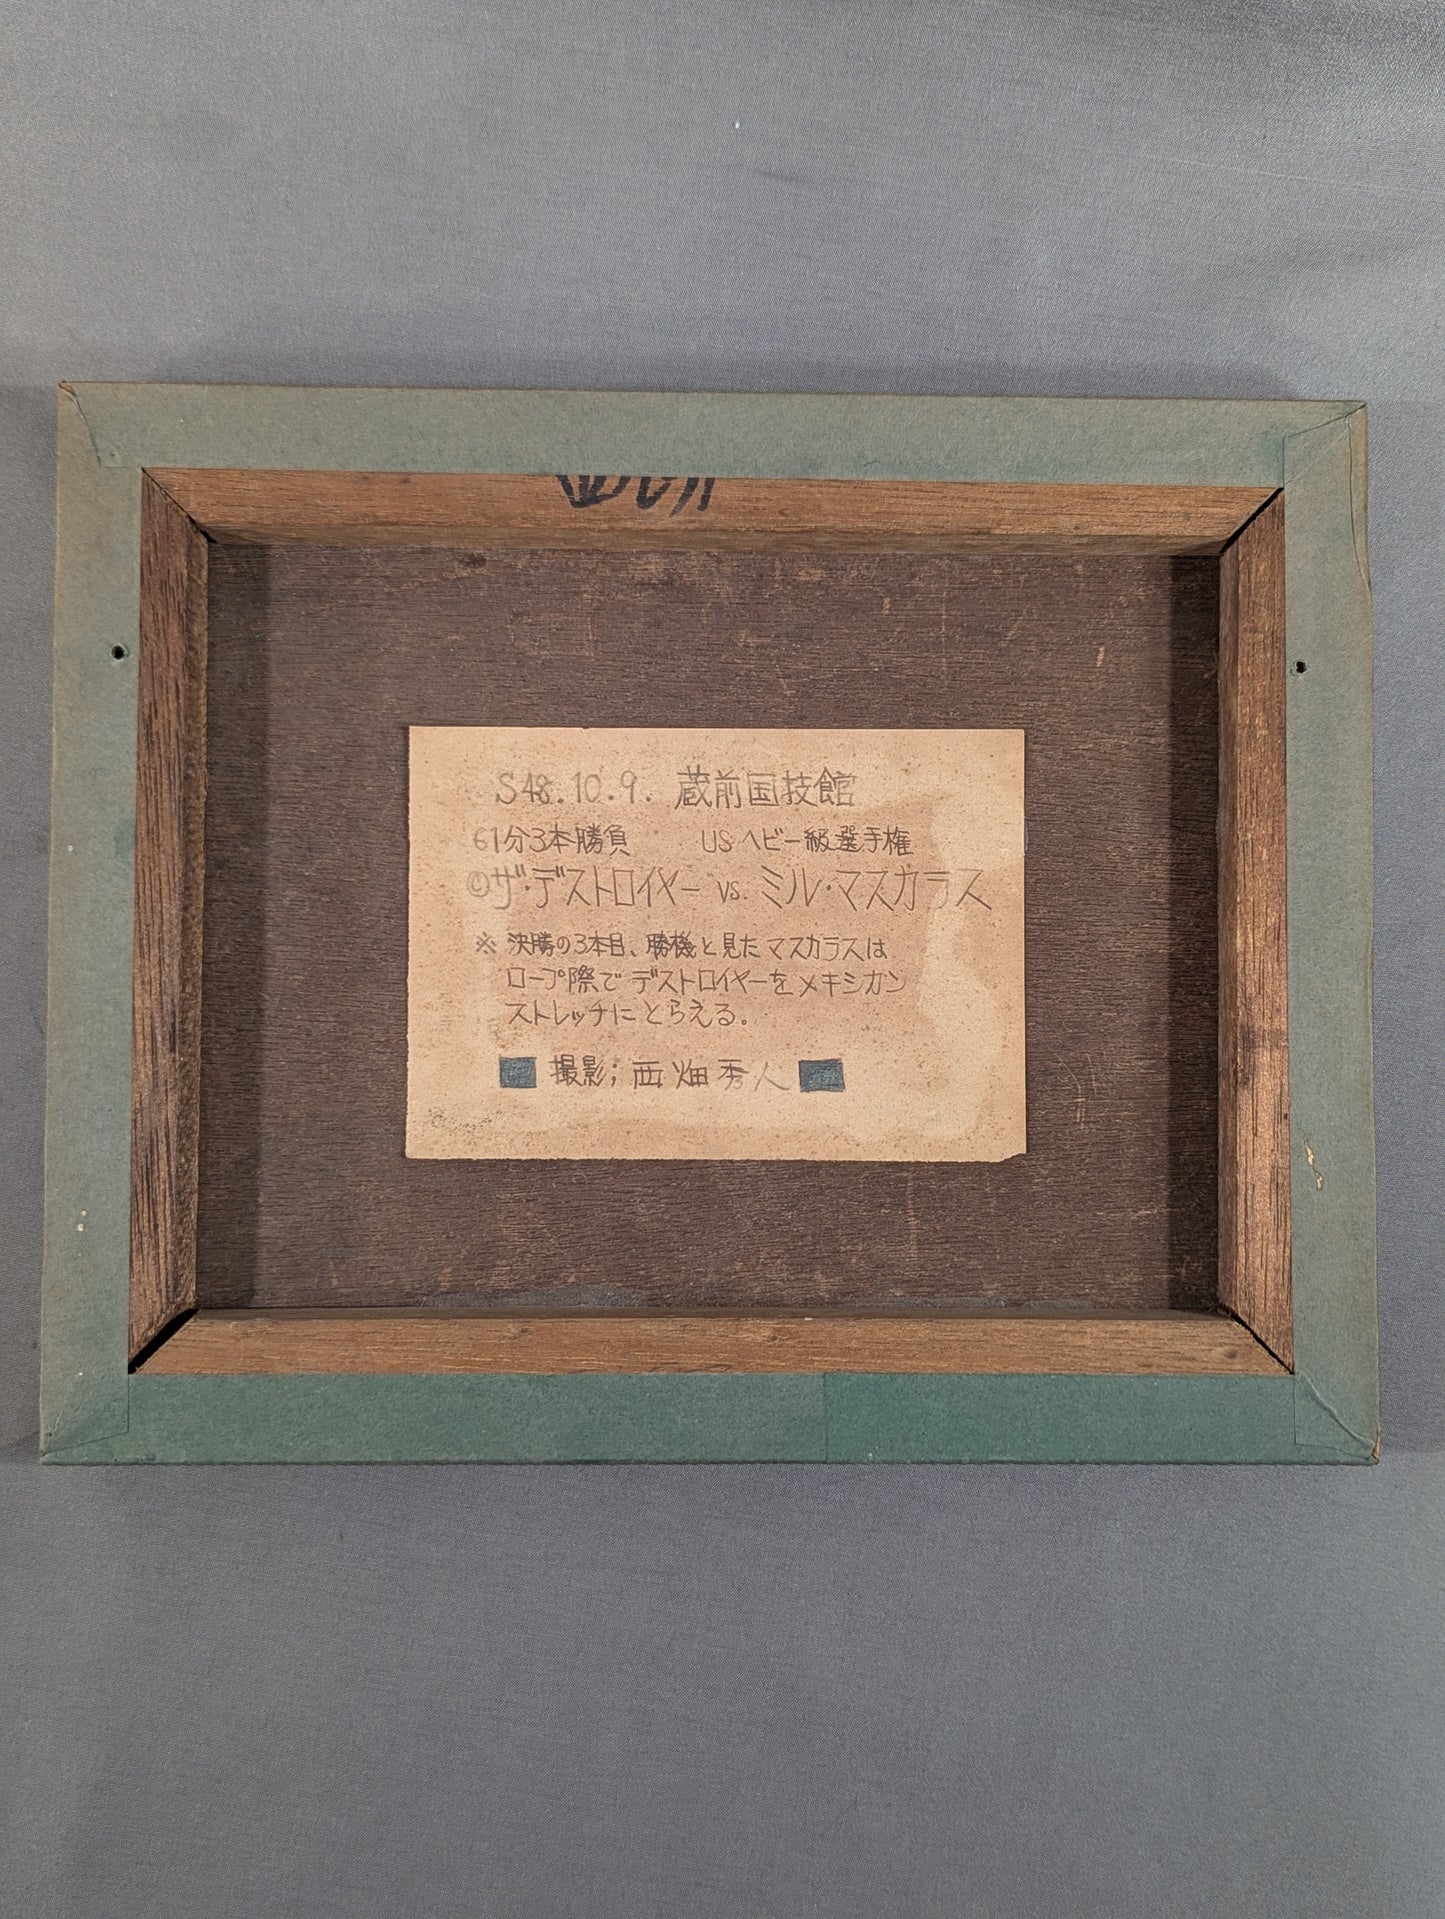 S48.10.9. 蔵前国技館
61分3本勝負 USヘビー級選手権
©ザ・デストロイヤー vs. ミル・マスカラス
※ 決勝の3本目、勝機と見たマスカラスは
ロープ際でデストロイヤーをメキシカン
ストレッチにとらえる。
撮影; 西畑秀人